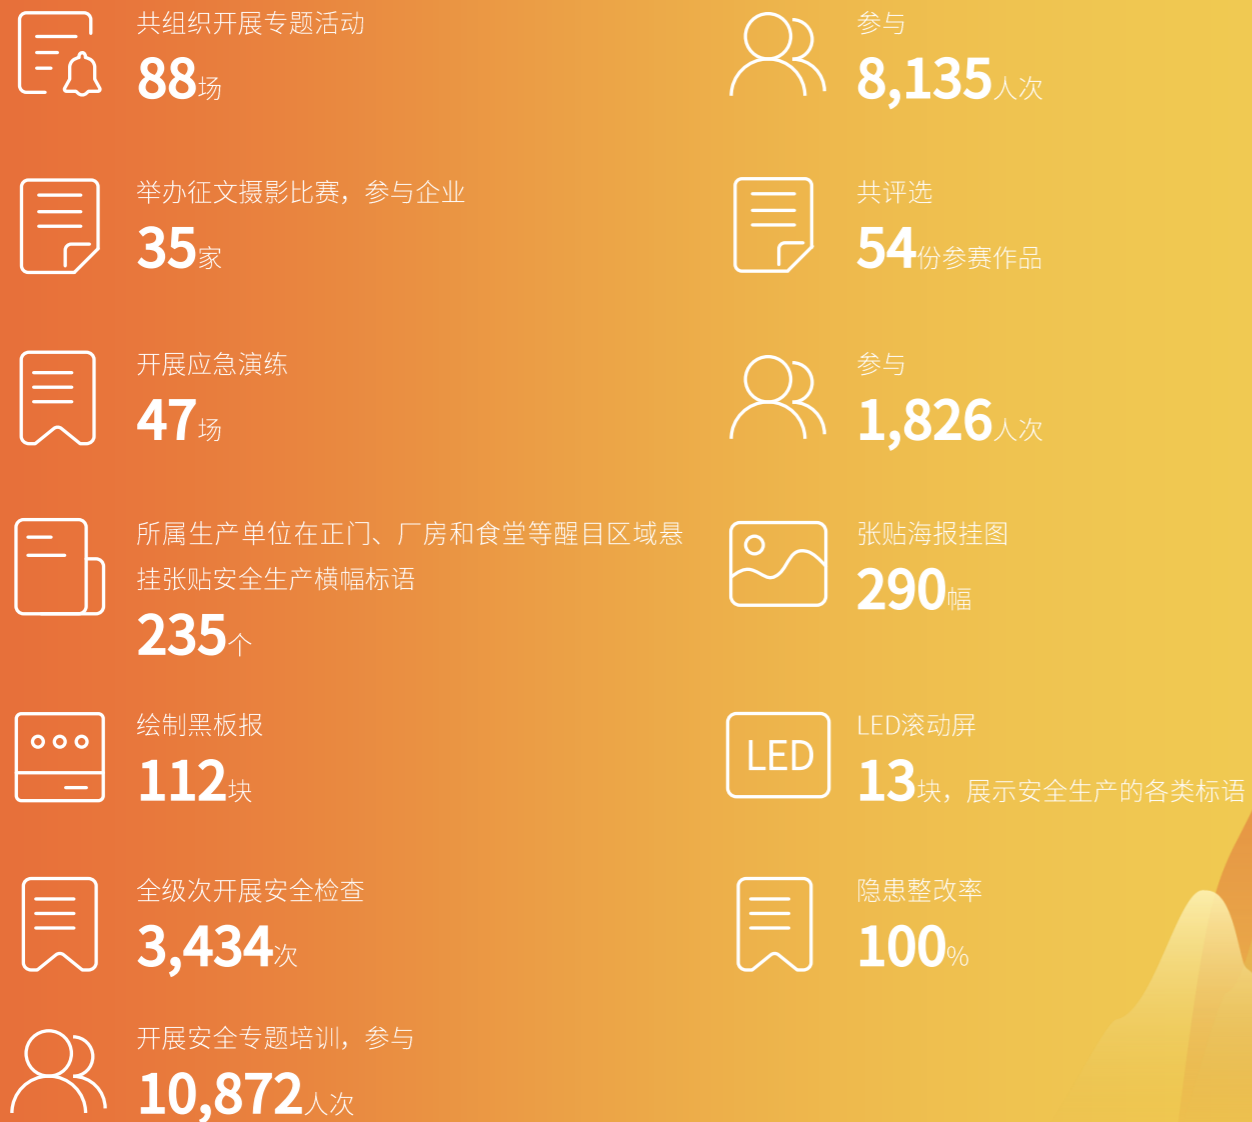 共组织开展专题活动
88场
参与
8,135人次
举办征文摄影比赛，参与企业
35家
共评选
54份参赛作品
开展应急演练
47场
参与
1,826人次
所属生产单位在正门、厂房和食堂等醒目区域悬
挂张贴安全生产横幅标语
235个
张贴海报挂图
290幅
绘制黑板报
112块
LED
LED滚动屏
13块，展示安全生产的各类标语
全级次开展安全检查
3,434次
隐患整改率
100%
开展安全专题培训，参与
10,872人次